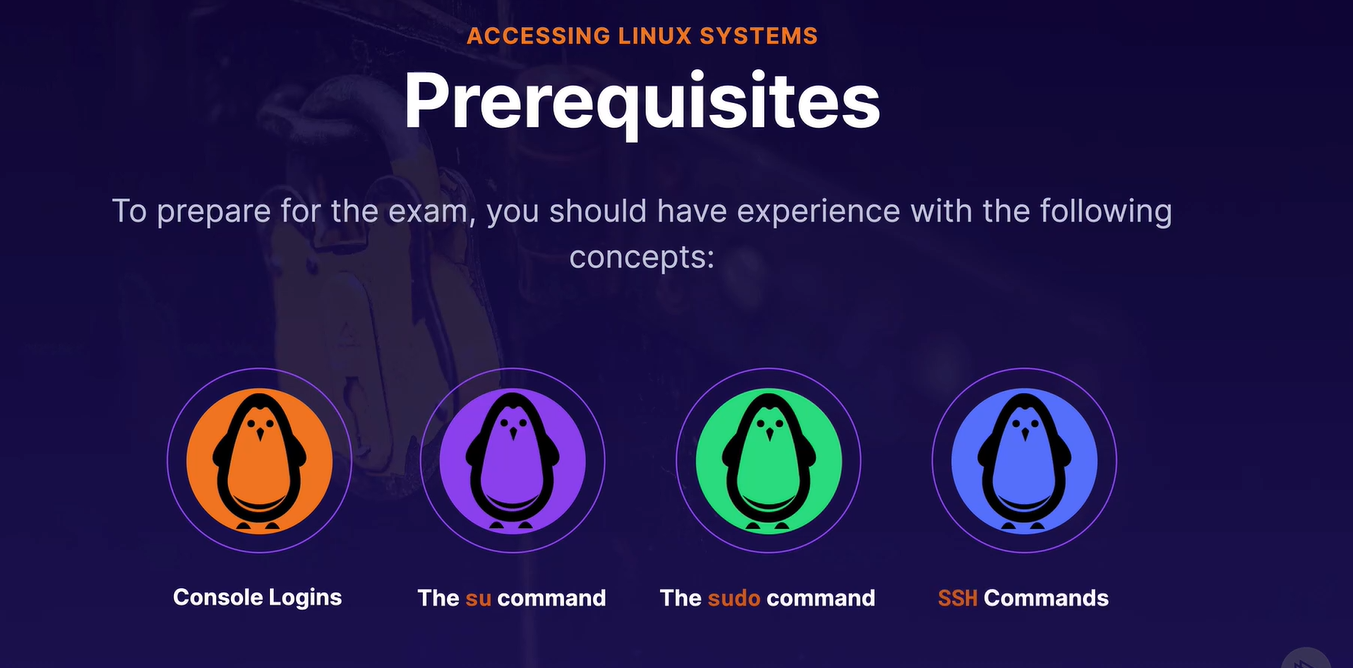 ACCESSING LINUX SYSTEMS
Prerequisites
To prepare for the exam, you should have experience with the following
concepts:
Console Logins
The su command
The sudo command
SSH Commands